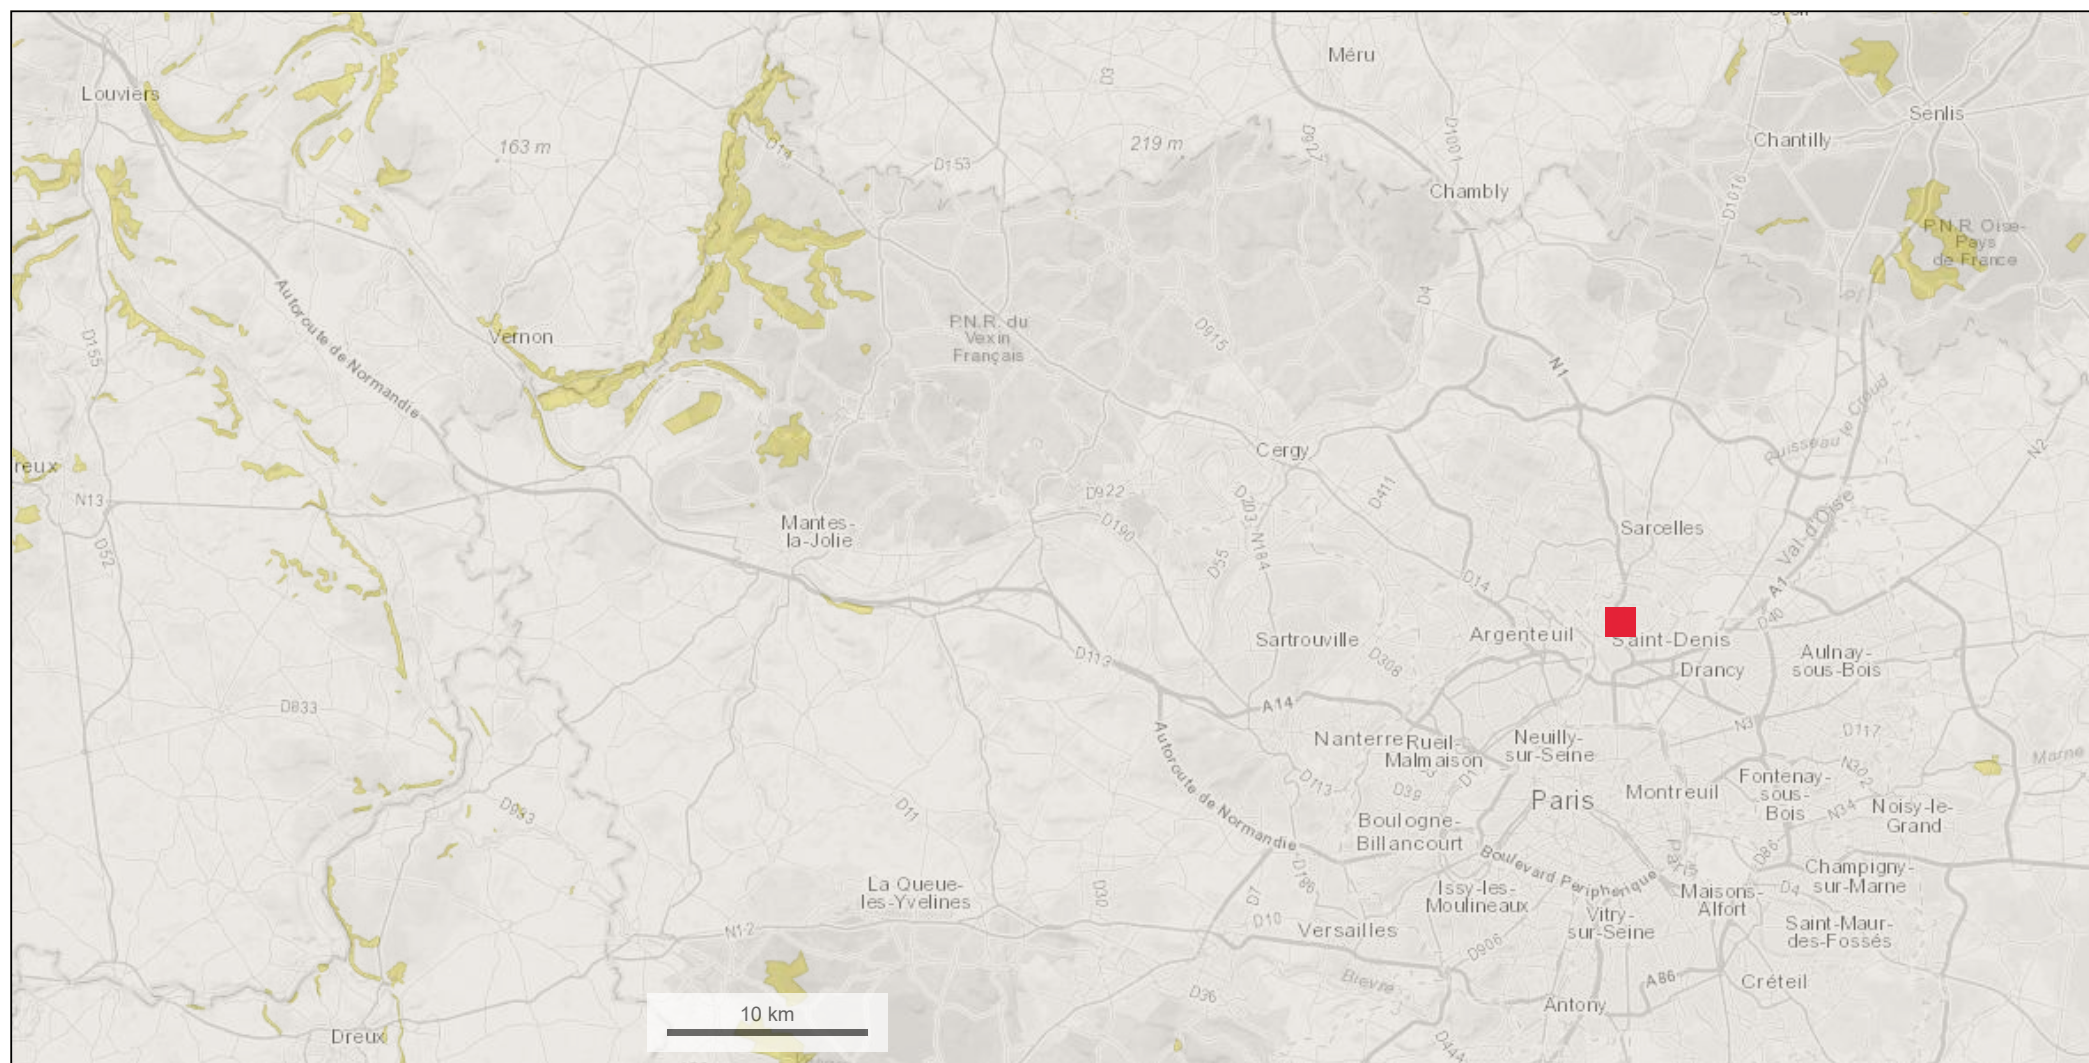 Méru
Louviers
Senlis
Chantilly
163 m
219 m
D3
D14
D153
D927
D1001
D1016
Chambly
P.N.R. Oise-
Pays
de France
Autoroute de Normandie
Vernon
D155
P.N.R. du
Vexin
Français
D915
D4
N1
Ruisseau le Creud
N2
Cergy
reux
N13
D52
D922
D190
D203-N184
D411
Mantes-
la-Jolie
Sarcelles
Val-d'Oise
A1
D55
D14
D40
Sartrouville
Argenteuil
Saint-Denis
D308
Drancy
Aulnay-
sous-Bois
D113
D833
A14
N3
D117
Nanterre
Rueil-
Malmaison
Neuilly-
sur-Seine
Autoroute de Normandie
D113
D39
Fontenay-
sous-
Bois
N302
Marne
Paris
Montreuil
N34
Noisy-le-
Grand
D983
D11
Boulogne-
Billancourt
Boulevard Périphérique
Paris
D86
Champigny-
sur-Marne
D4
La Queue-
les-Yvelines
D30
D7
D186
Issy-les-
Moulineaux
Maisons-
Alfort
Vitry-
sur-Seine
Saint-Maur-
des-Fossés
N12
D10
Versailles
D906
Bievre
A86
Créteil
D36
Antony
10 km
Dreux
D444